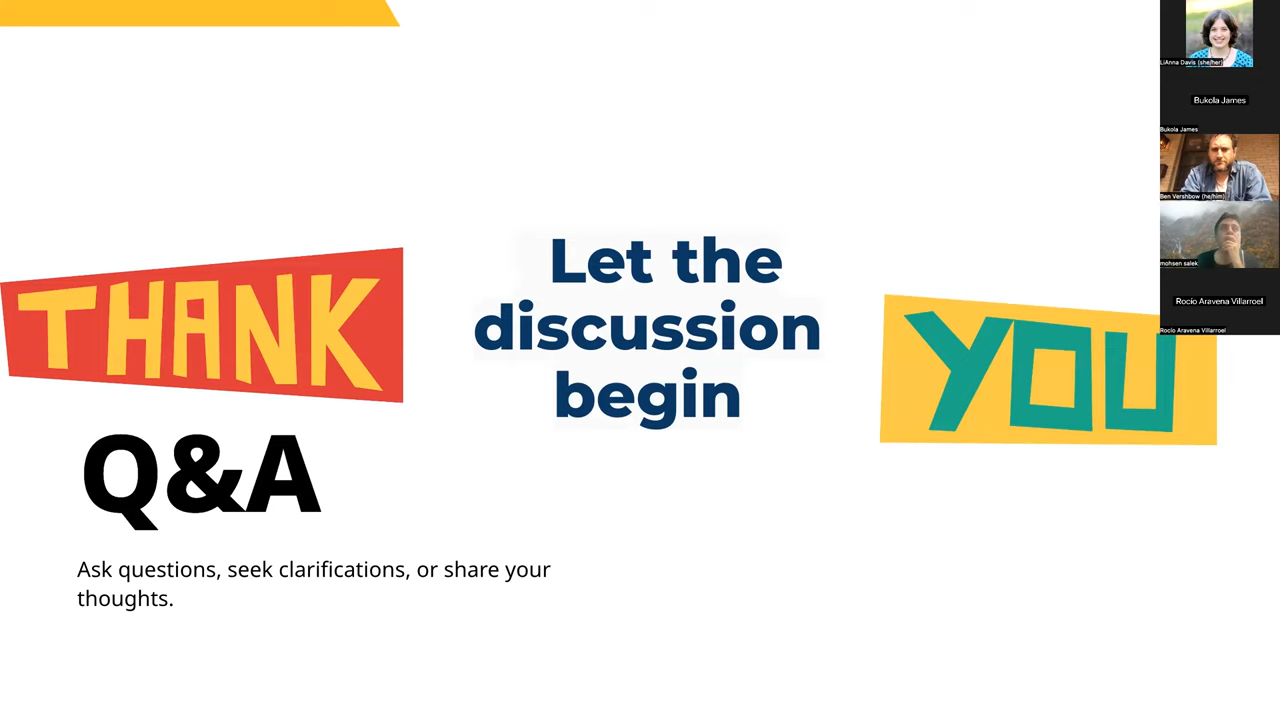 THANK
Let the
discussion
begin
YOU
Q&A
Ask questions, seek clarifications, or share your
thoughts.
LiAnna Davis (she/her)
Bukola James
Bukola James
Ben Vershbow (he/him)
mohsen salek
Rocío Aravena Villarroel
Rocío Aravena Villarroel